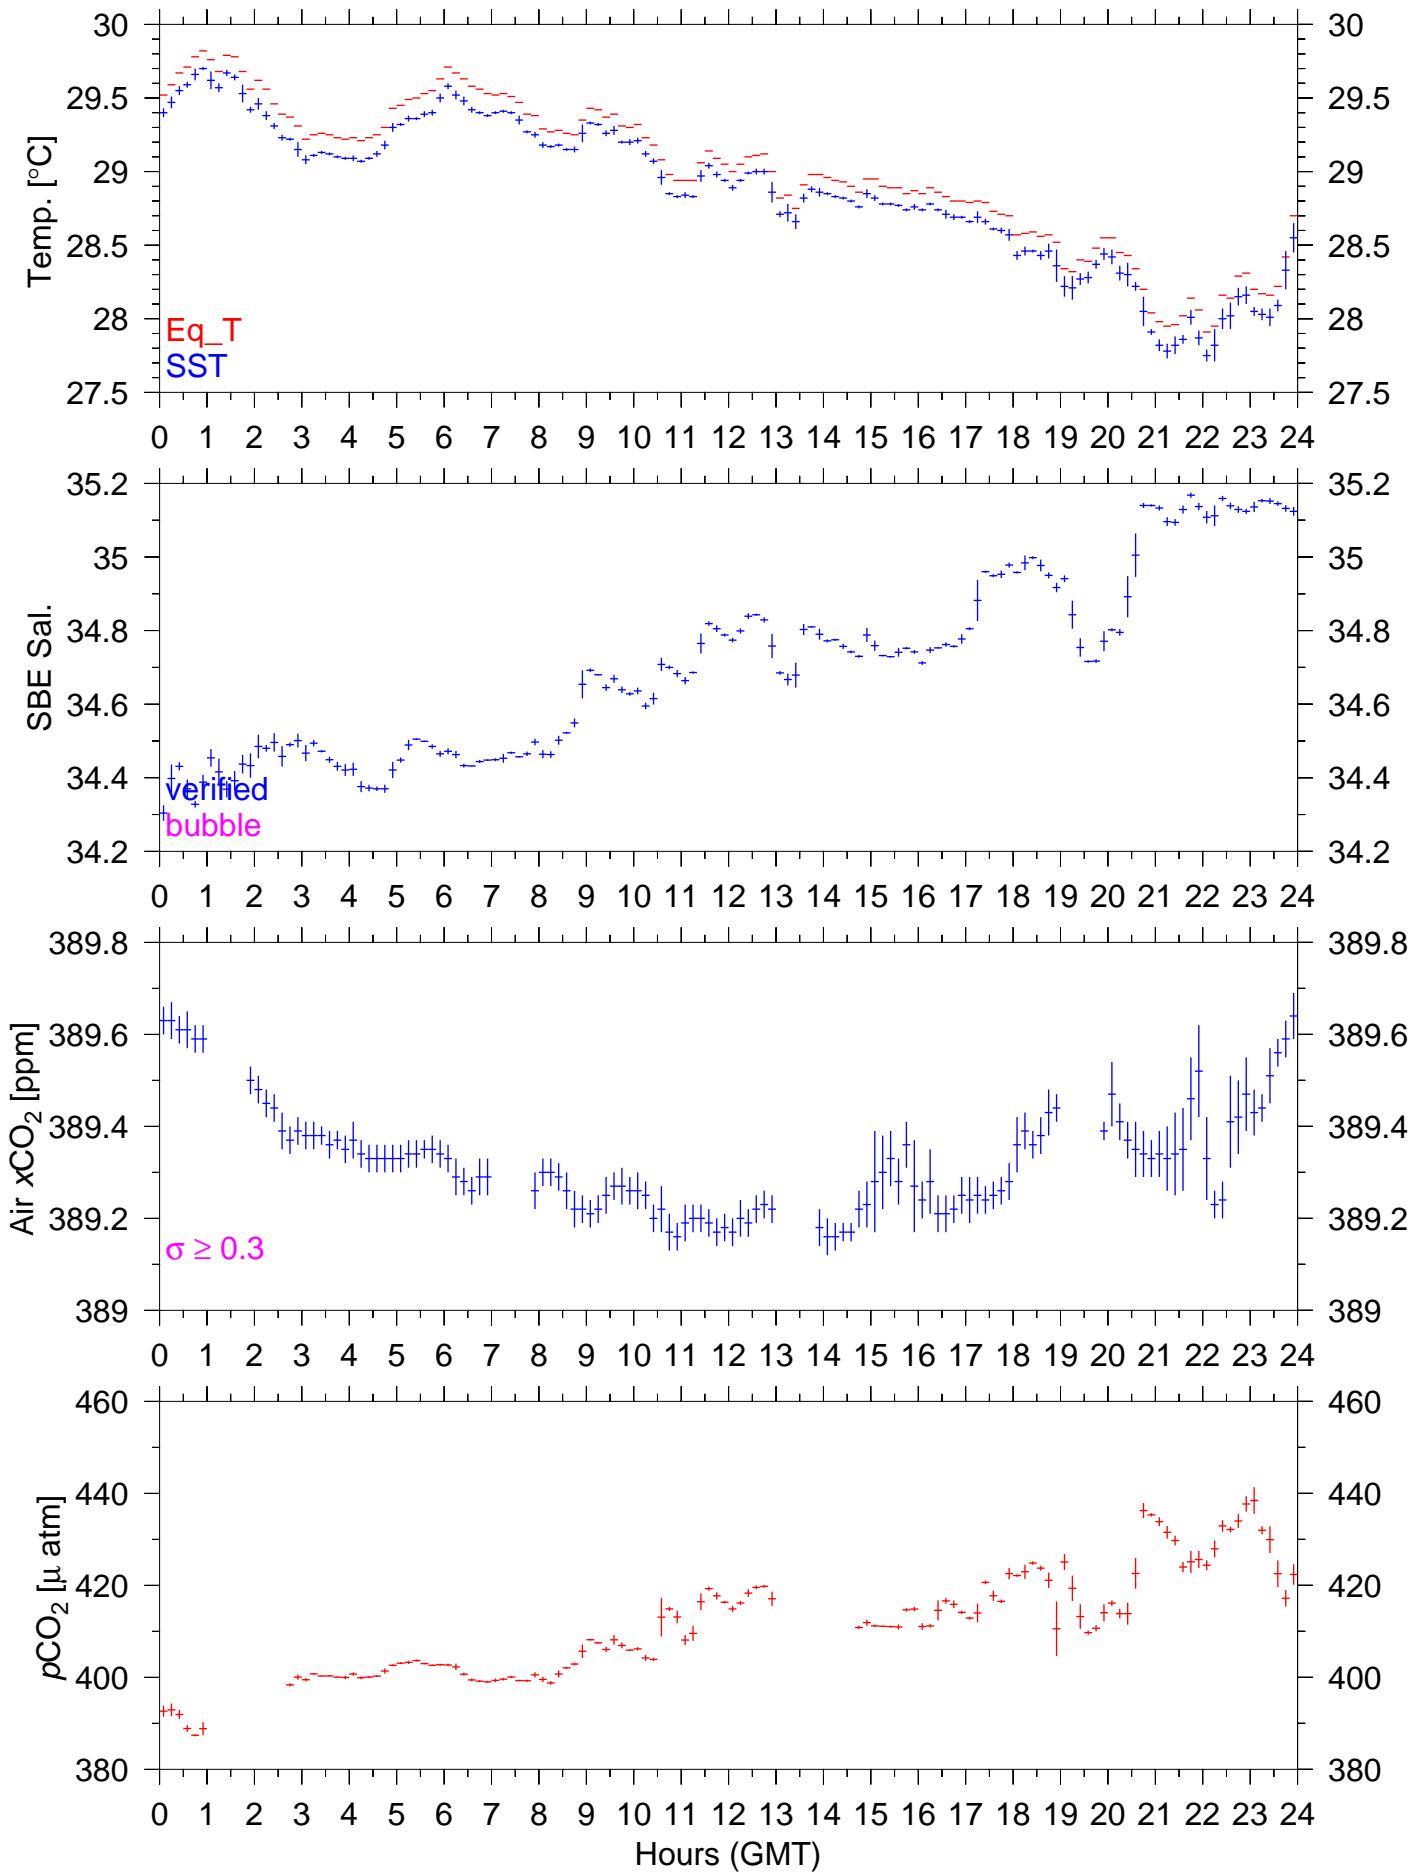 30 30
29.5 29.5
29 29
28.5 28.5
28 28
27.5 27.5
Temp. [°C]
Eq_T
SST
0 1 2 3 4 5 6 7 8 9 10 11 12 13 14 15 16 17 18 19 20 21 22 23 24
35.2 35.2
35 35
34.8 34.8
34.6 34.6
34.4 34.4
34.2 34.2
SBE Sal.
verified
bubble
0 1 2 3 4 5 6 7 8 9 10 11 12 13 14 15 16 17 18 19 20 21 22 23 24
389.8 389.8
389.6 389.6
389.4 389.4
389.2 389.2
389 389
Air xCO₂ [ppm]
σ ≥ 0.3
0 1 2 3 4 5 6 7 8 9 10 11 12 13 14 15 16 17 18 19 20 21 22 23 24
460 460
440 440
420 420
400 400
380 380
pCO₂ [μ atm]
0 1 2 3 4 5 6 7 8 9 10 11 12 13 14 15 16 17 18 19 20 21 22 23 24
Hours (GMT)